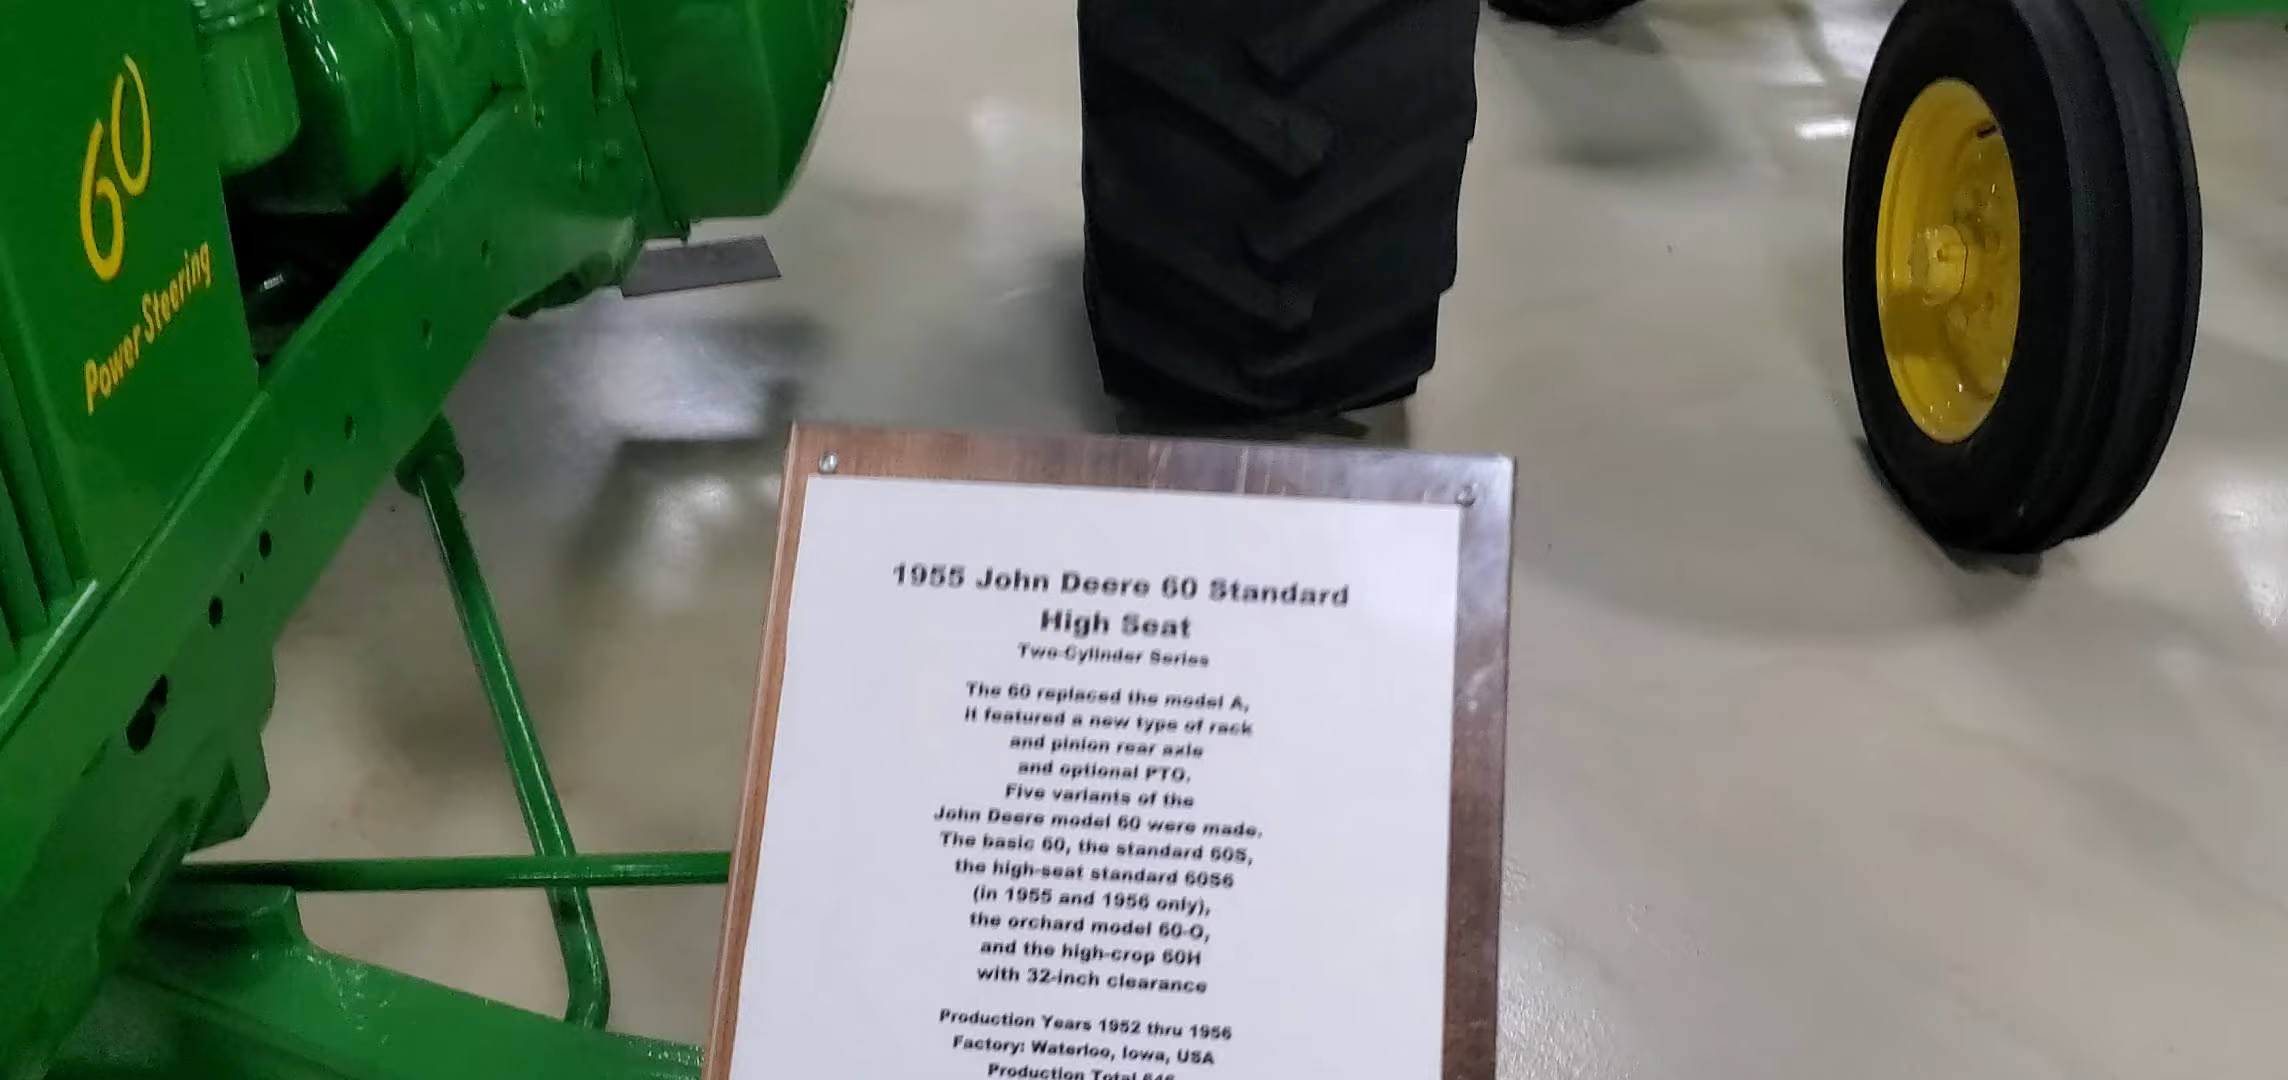 60
Power Steering
1955 John Deere 60 Standard
High Seat
Two-Cylinder Series
The 60 replaced the model A,
it featured a new type of rack
and pinion rear axle
and optional PTO.
Five variants of the
John Deere model 60 were made.
The basic 60, the standard 60S,
the high-seat standard 60S6
(in 1955 and 1956 only),
the orchard model 60-O,
and the high-crop 60H
with 32-inch clearance
Production Years 1952 thru 1956
Factory: Waterloo, Iowa, USA
Production Total